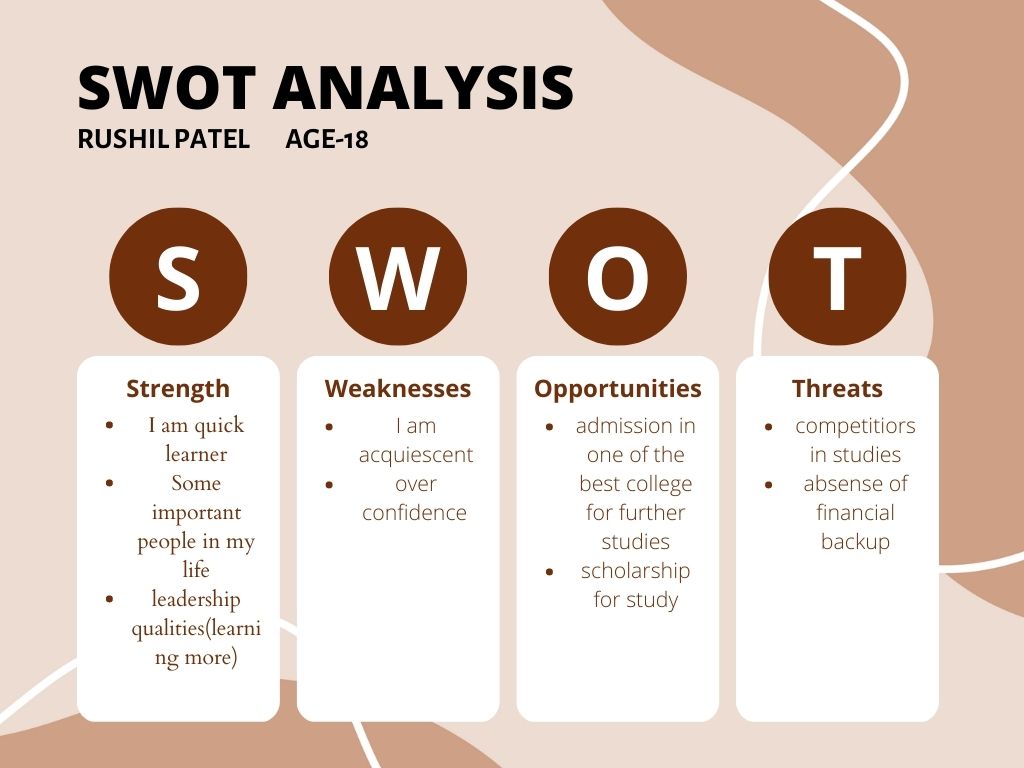 SWOT ANALYSIS
RUSHIL PATEL AGE-18
S
W
O
T
Strength
• I am quick
learner
• Some
important
people in my
life
• leadership
qualities(learni
ng more)
Weaknesses
• I am
acquiescent
• over
confidence
Opportunities
• admission in
one of the
best college
for further
studies
• scholarship
for study
Threats
• competitiors
in studies
• absense of
financial
backup